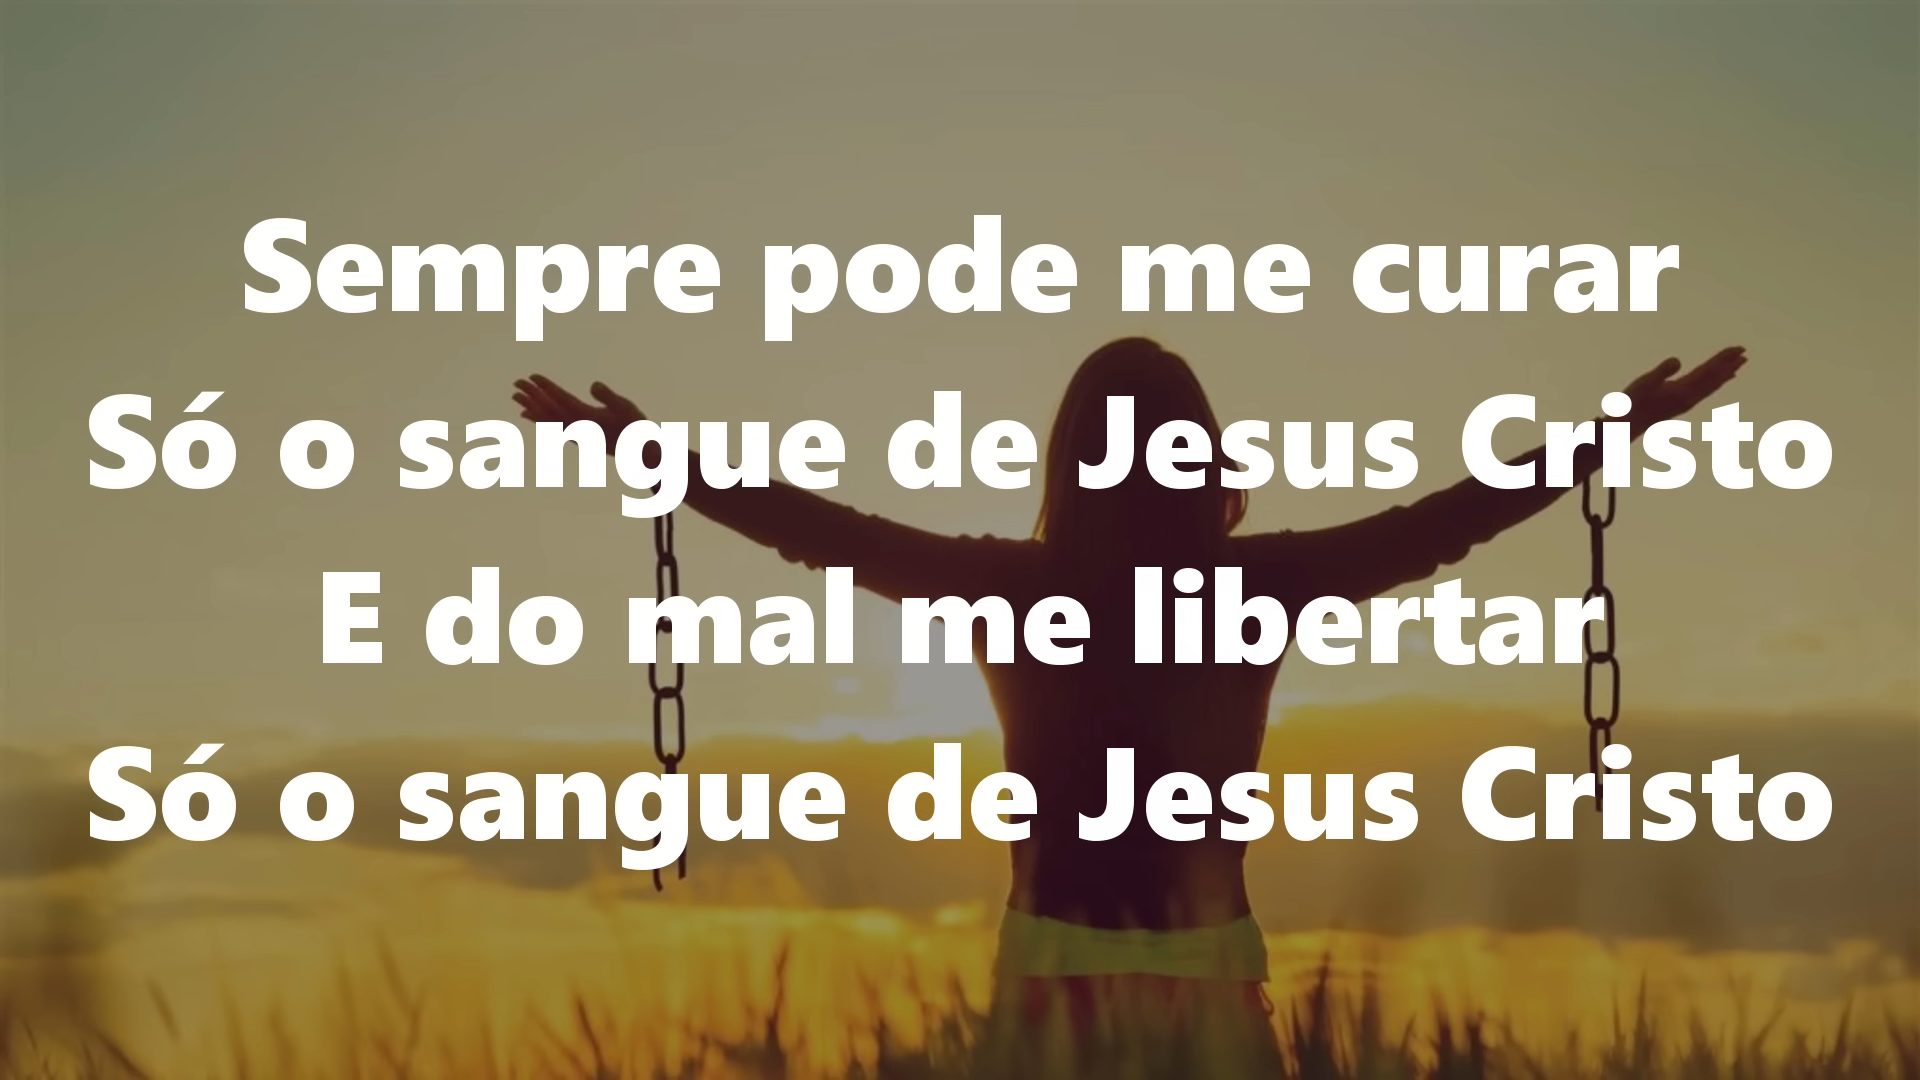 Sempre pode me curar
Só o sangue de Jesus Cristo
E do mal me libertar
Só o sangue de Jesus Cristo